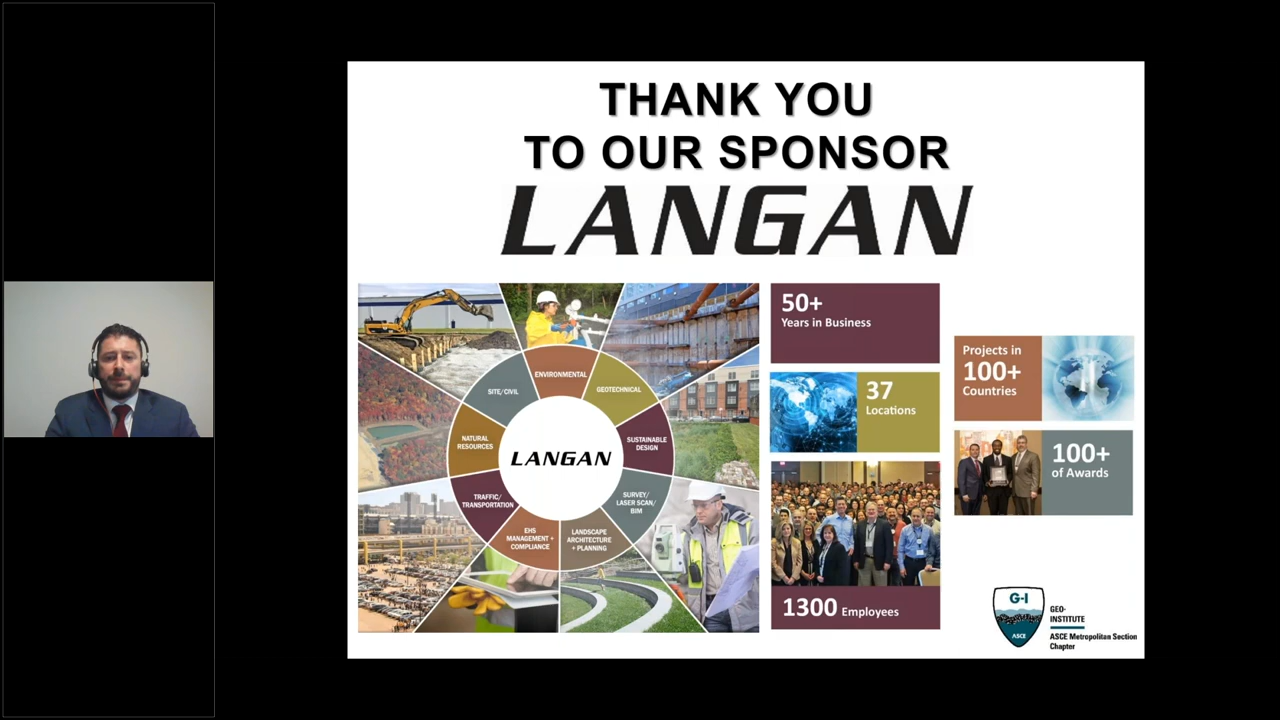 THANK YOU
TO OUR SPONSOR
LANGAN
ENVIRONMENTAL
GEOTECHNICAL
SUSTAINABLE
DESIGN
SURVEY/
LASER SCAN/
BIM
LANDSCAPE
ARCHITECTURE
+ PLANNING
EHS
MANAGEMENT +
COMPLIANCE
TRAFFIC/
TRANSPORTATION
NATURAL
RESOURCES
SITE/CIVIL
LANGAN
50+
Years in Business
37
Locations
1300 Employees
Projects in
100+
Countries
100+
of Awards
G-I
ASCE
GEO-
INSTITUTE
ASCE Metropolitan Section
Chapter